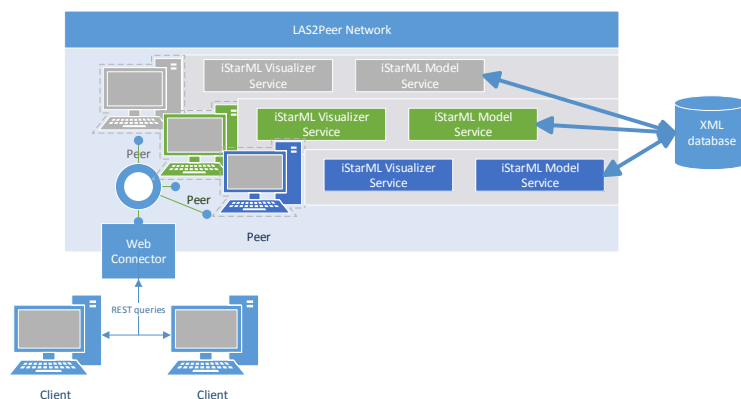 LAS2Peer Network
iStarML Visualizer
Service
iStarML Model
Service
iStarML Visualizer
Service
iStarML Model
Service
iStarML Visualizer
Service
iStarML Model
Service
XML
database
Peer
Peer
Peer
Web
Connector
REST queries
Client
Client